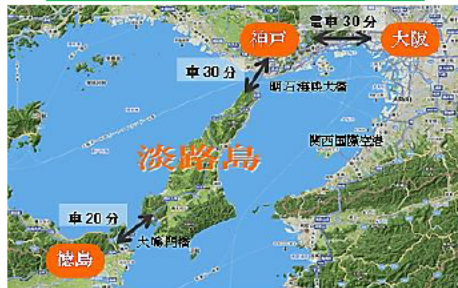 電車30分
神戸
大阪
車30分
明石海峡大橋
関西国際空港
淡路島
車20分
大鳴門橋
徳島